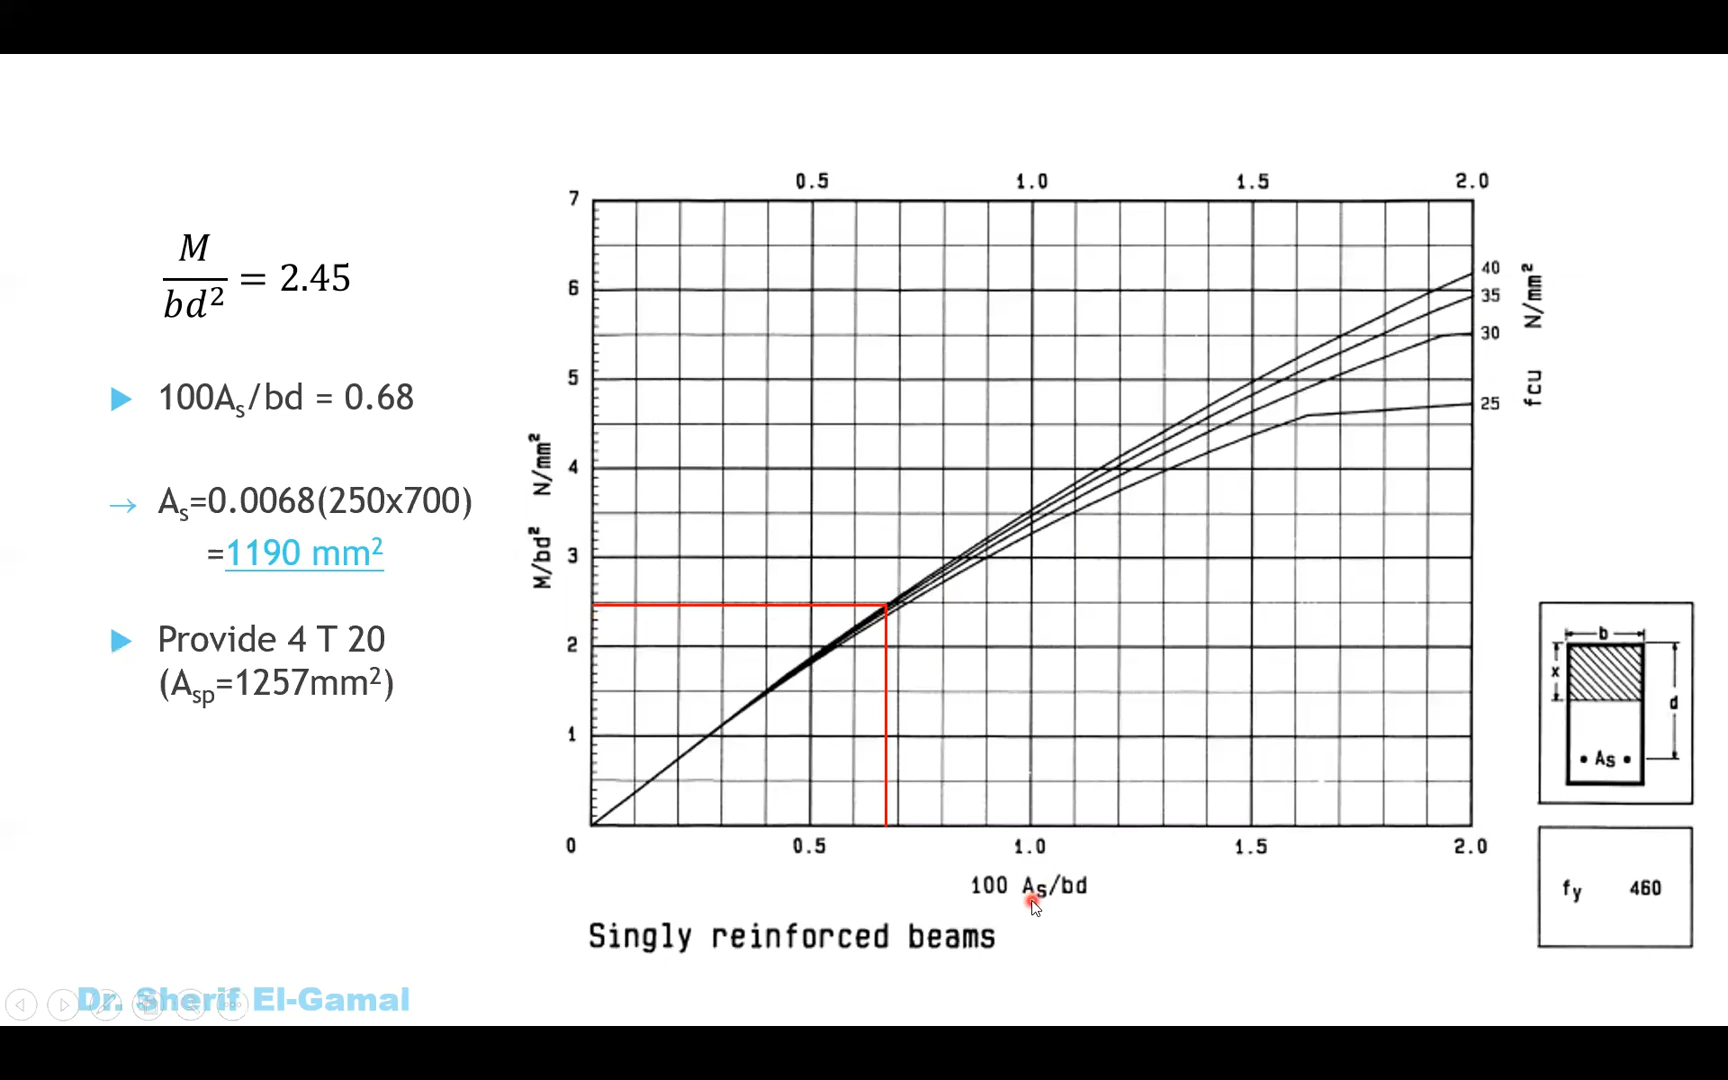 M
bd² = 2.45
100Aₛ/bd = 0.68
→ Aₛ=0.0068(250x700)
=1190 mm²
Provide 4 T 20
(Aₛₚ=1257mm²)
0.5 1.0 1.5 2.0
7
6
5
4
3
2
1
0
0.5 1.0 1.5 2.0
M/bd² N/mm²
40
35
30
25
fcu N/mm²
100 As/bd
Singly reinforced beams
b
x
d
As
fy 460
Dr. Sherif El-Gamal